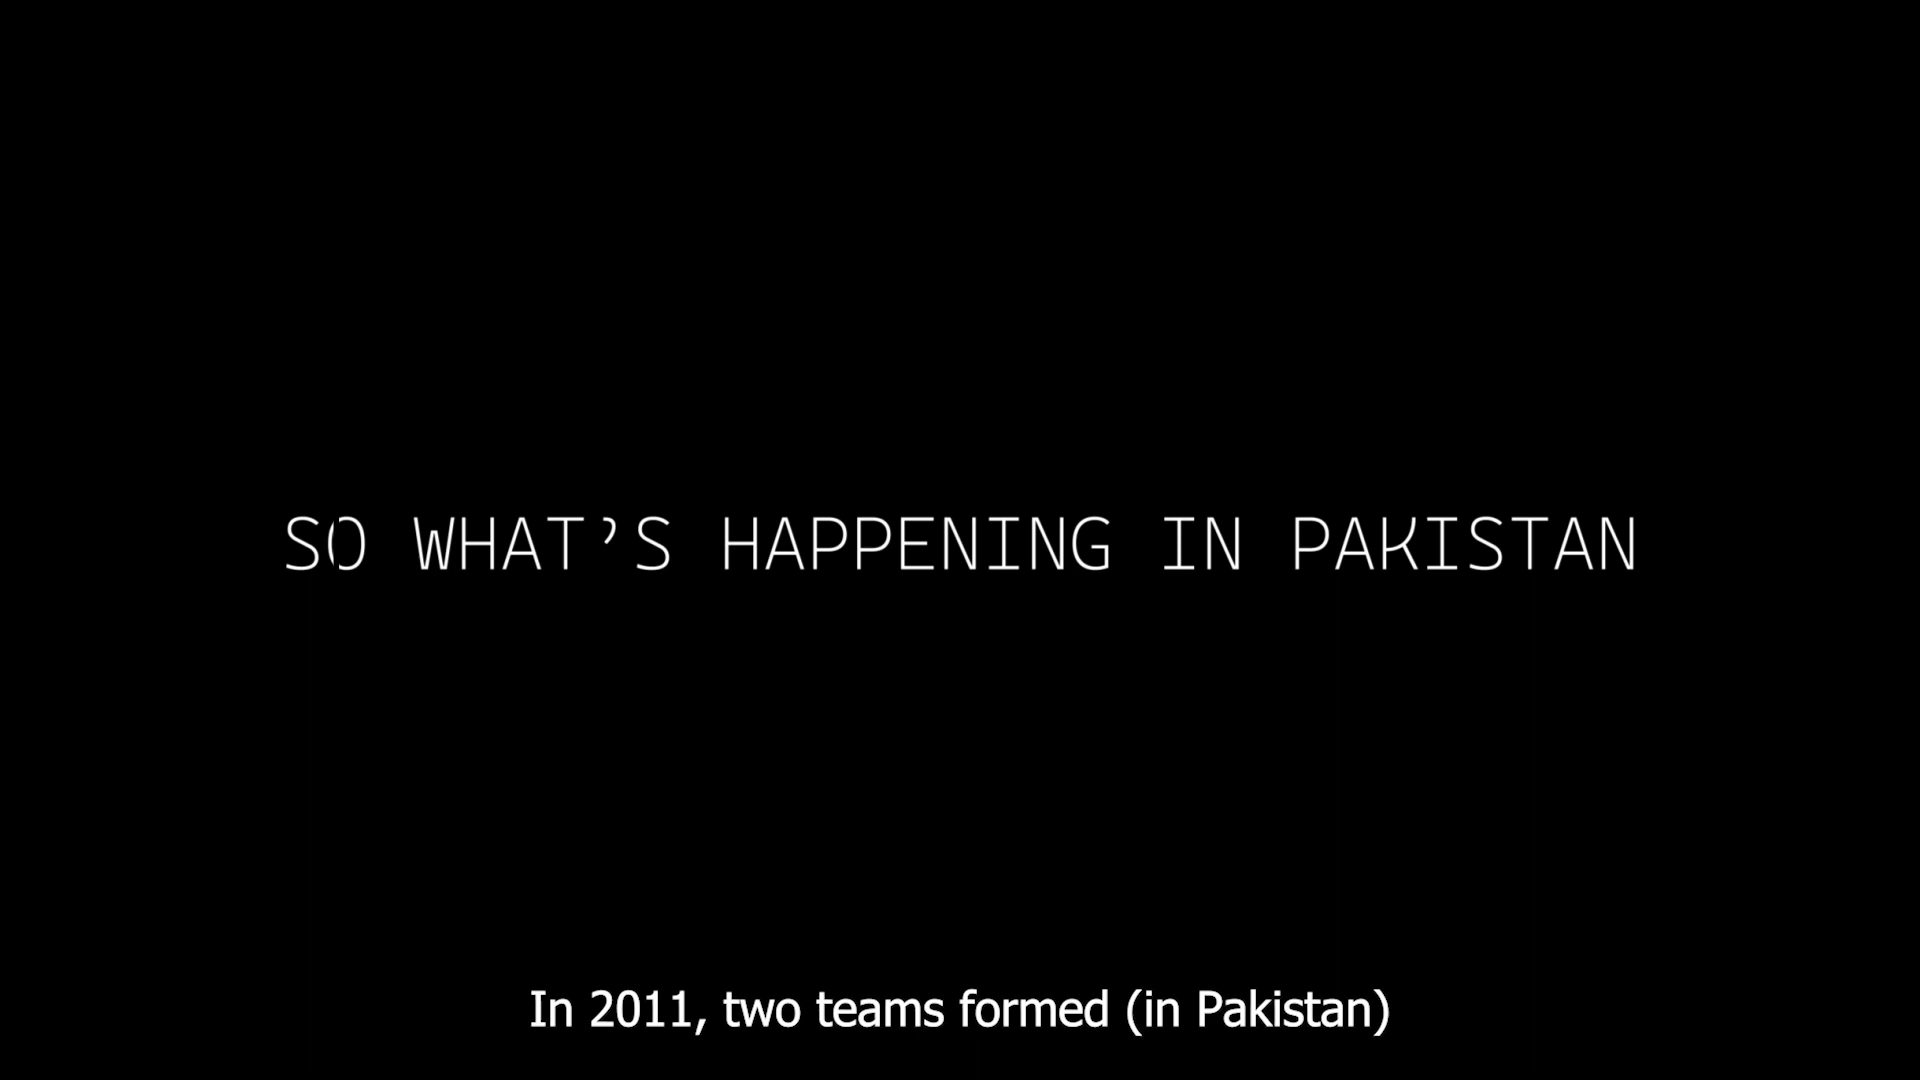 SO WHAT’S HAPPENING IN PAKISTAN
In 2011, two teams formed (in Pakistan)